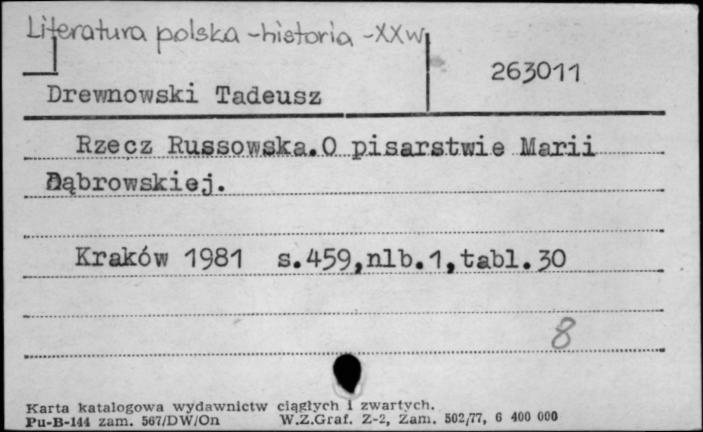 Literatura polska - historia - XX w.
263011
Drewnowski Tadeusz
Rzecz Russowska.O pisarstwie Marii
Dąbrowskiej.
Kraków 1981 s.459,nlb.1,tabl.30
8
Karta katalogowa wydawnictw ciągłych i zwartych.
Pu-B-144 zam. 567/DW/On W.Z.Graf. Z-2, Zam. 502/77, 6 400 000